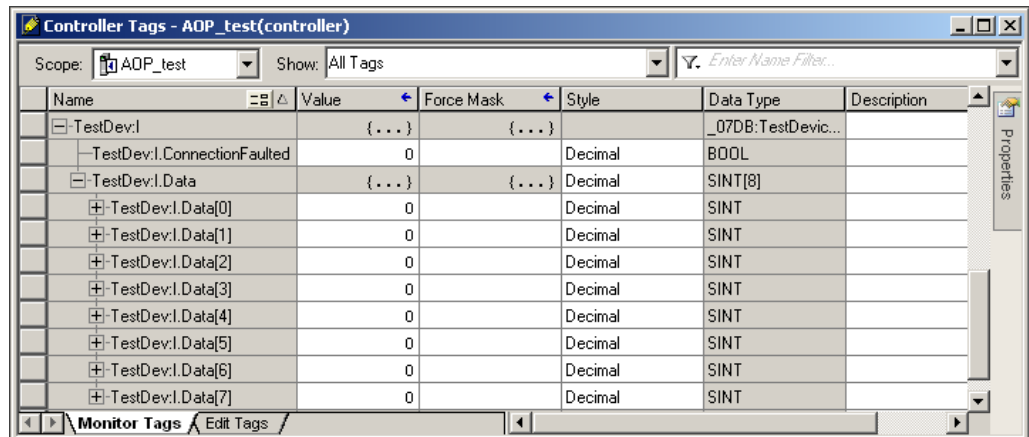 Controller Tags - AOP_test(controller)
Scope: AOP_test Show: All Tags Enter Name Filter...
Name Value Force Mask Style Data Type Description
TestDev:I {...} {...} _07DB:TestDevic...
TestDev:I.ConnectionFaulted 0 Decimal BOOL
TestDev:I.Data {...} {...} Decimal SINT[8]
TestDev:I.Data[0] 0 Decimal SINT
TestDev:I.Data[1] 0 Decimal SINT
TestDev:I.Data[2] 0 Decimal SINT
TestDev:I.Data[3] 0 Decimal SINT
TestDev:I.Data[4] 0 Decimal SINT
TestDev:I.Data[5] 0 Decimal SINT
TestDev:I.Data[6] 0 Decimal SINT
TestDev:I.Data[7] 0 Decimal SINT
Monitor Tags Edit Tags
Properties